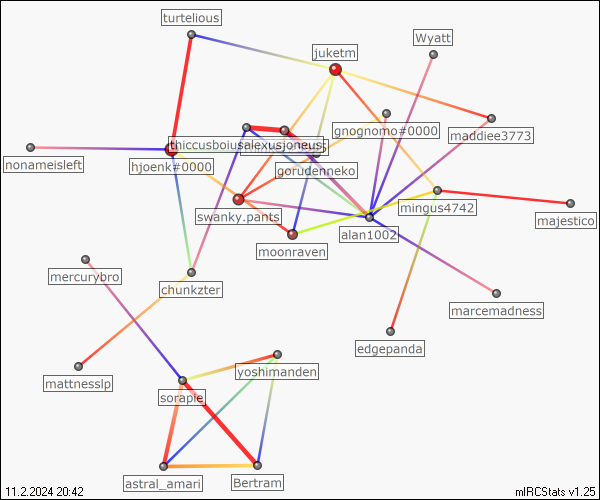 turtelious
juketm
Wyatt
gnognomo#0000
maddiee3773
thiccusboiusalexusjoneus
nonameisleft
hjoenk#0000
gorudenneko
mingus4742
swanky.pants
majestico
alan1002
moonraven
mercurybro
chunkzter
marcemadness
edgepanda
yoshimanden
mattnesslp
sorapie
astral_amari
Bertram
11.2.2024 20:42
mIRCStats v1.25